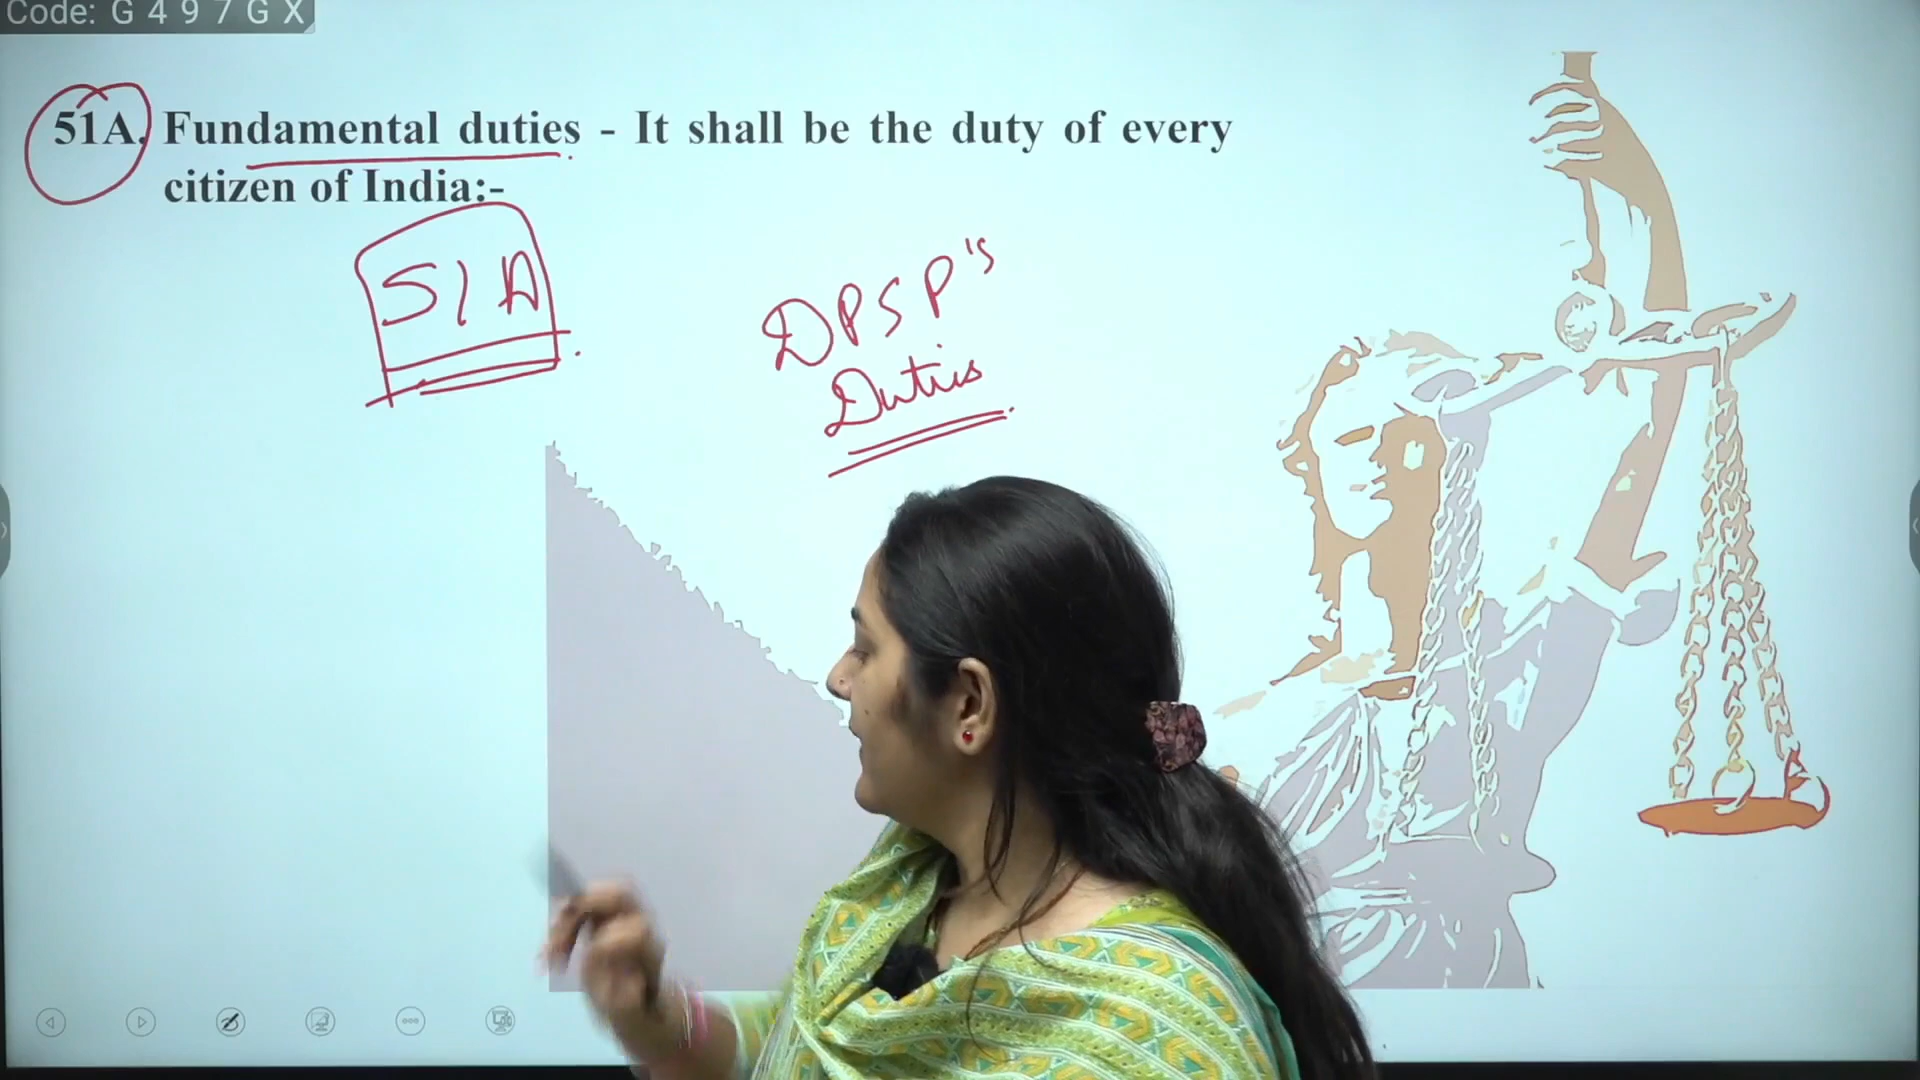 Code: G 4 9 7 G X
51A. Fundamental duties - It shall be the duty of every
citizen of India:-
51A
DPSP's
Duties